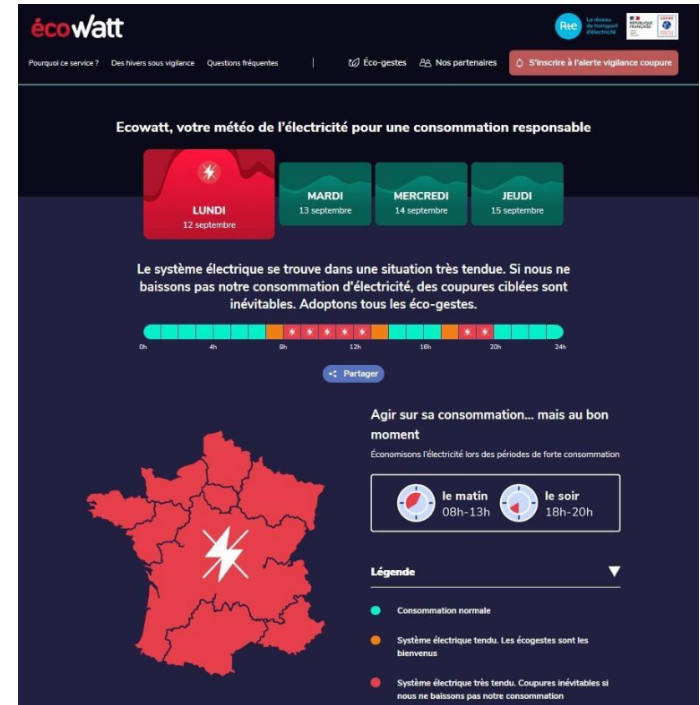 écowatt
Rte
Le réseau
de transport
d'électricité
Pourquoi ce service ? Des hivers sous vigilance Questions fréquentes | Éco-gestes Nos partenaires S'inscrire à l'alerte vigilance coupure
Ecowatt, votre météo de l'électricité pour une consommation responsable
LUNDI
12 septembre
MARDI
13 septembre
MERCREDI
14 septembre
JEUDI
15 septembre
Le système électrique se trouve dans une situation très tendue. Si nous ne
baissons pas notre consommation d'électricité, des coupures ciblées sont
inévitables. Adoptons tous les éco-gestes.
0h 4h 8h 12h 16h 20h 24h
Partager
Agir sur sa consommation... mais au bon
moment
Économisons l'électricité lors des périodes de forte consommation
le matin
08h-13h
le soir
18h-20h
Légende
Consommation normale
Système électrique tendu. Les écogestes sont les
bienvenus
Système électrique très tendu. Coupures inévitables si
nous ne baissons pas notre consommation